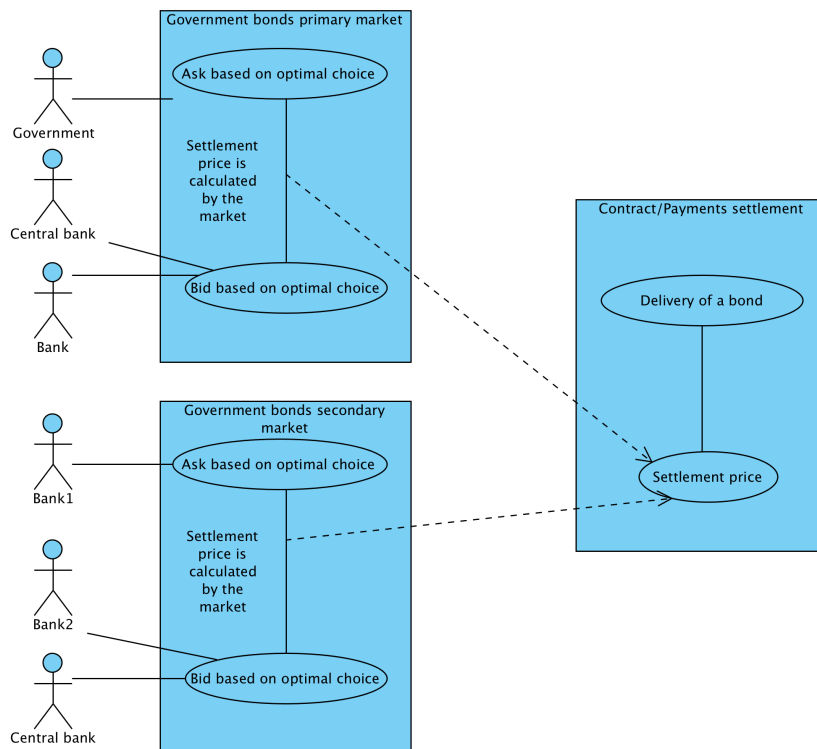 Government bonds primary market
Ask based on optimal choice
Government
Settlement
price is
calculated
by the
market
Central bank
Bid based on optimal choice
Bank
Contract/Payments settlement
Delivery of a bond
Settlement price
Government bonds secondary
market
Ask based on optimal choice
Bank1
Settlement
price is
calculated
by the
market
Bank2
Bid based on optimal choice
Central bank